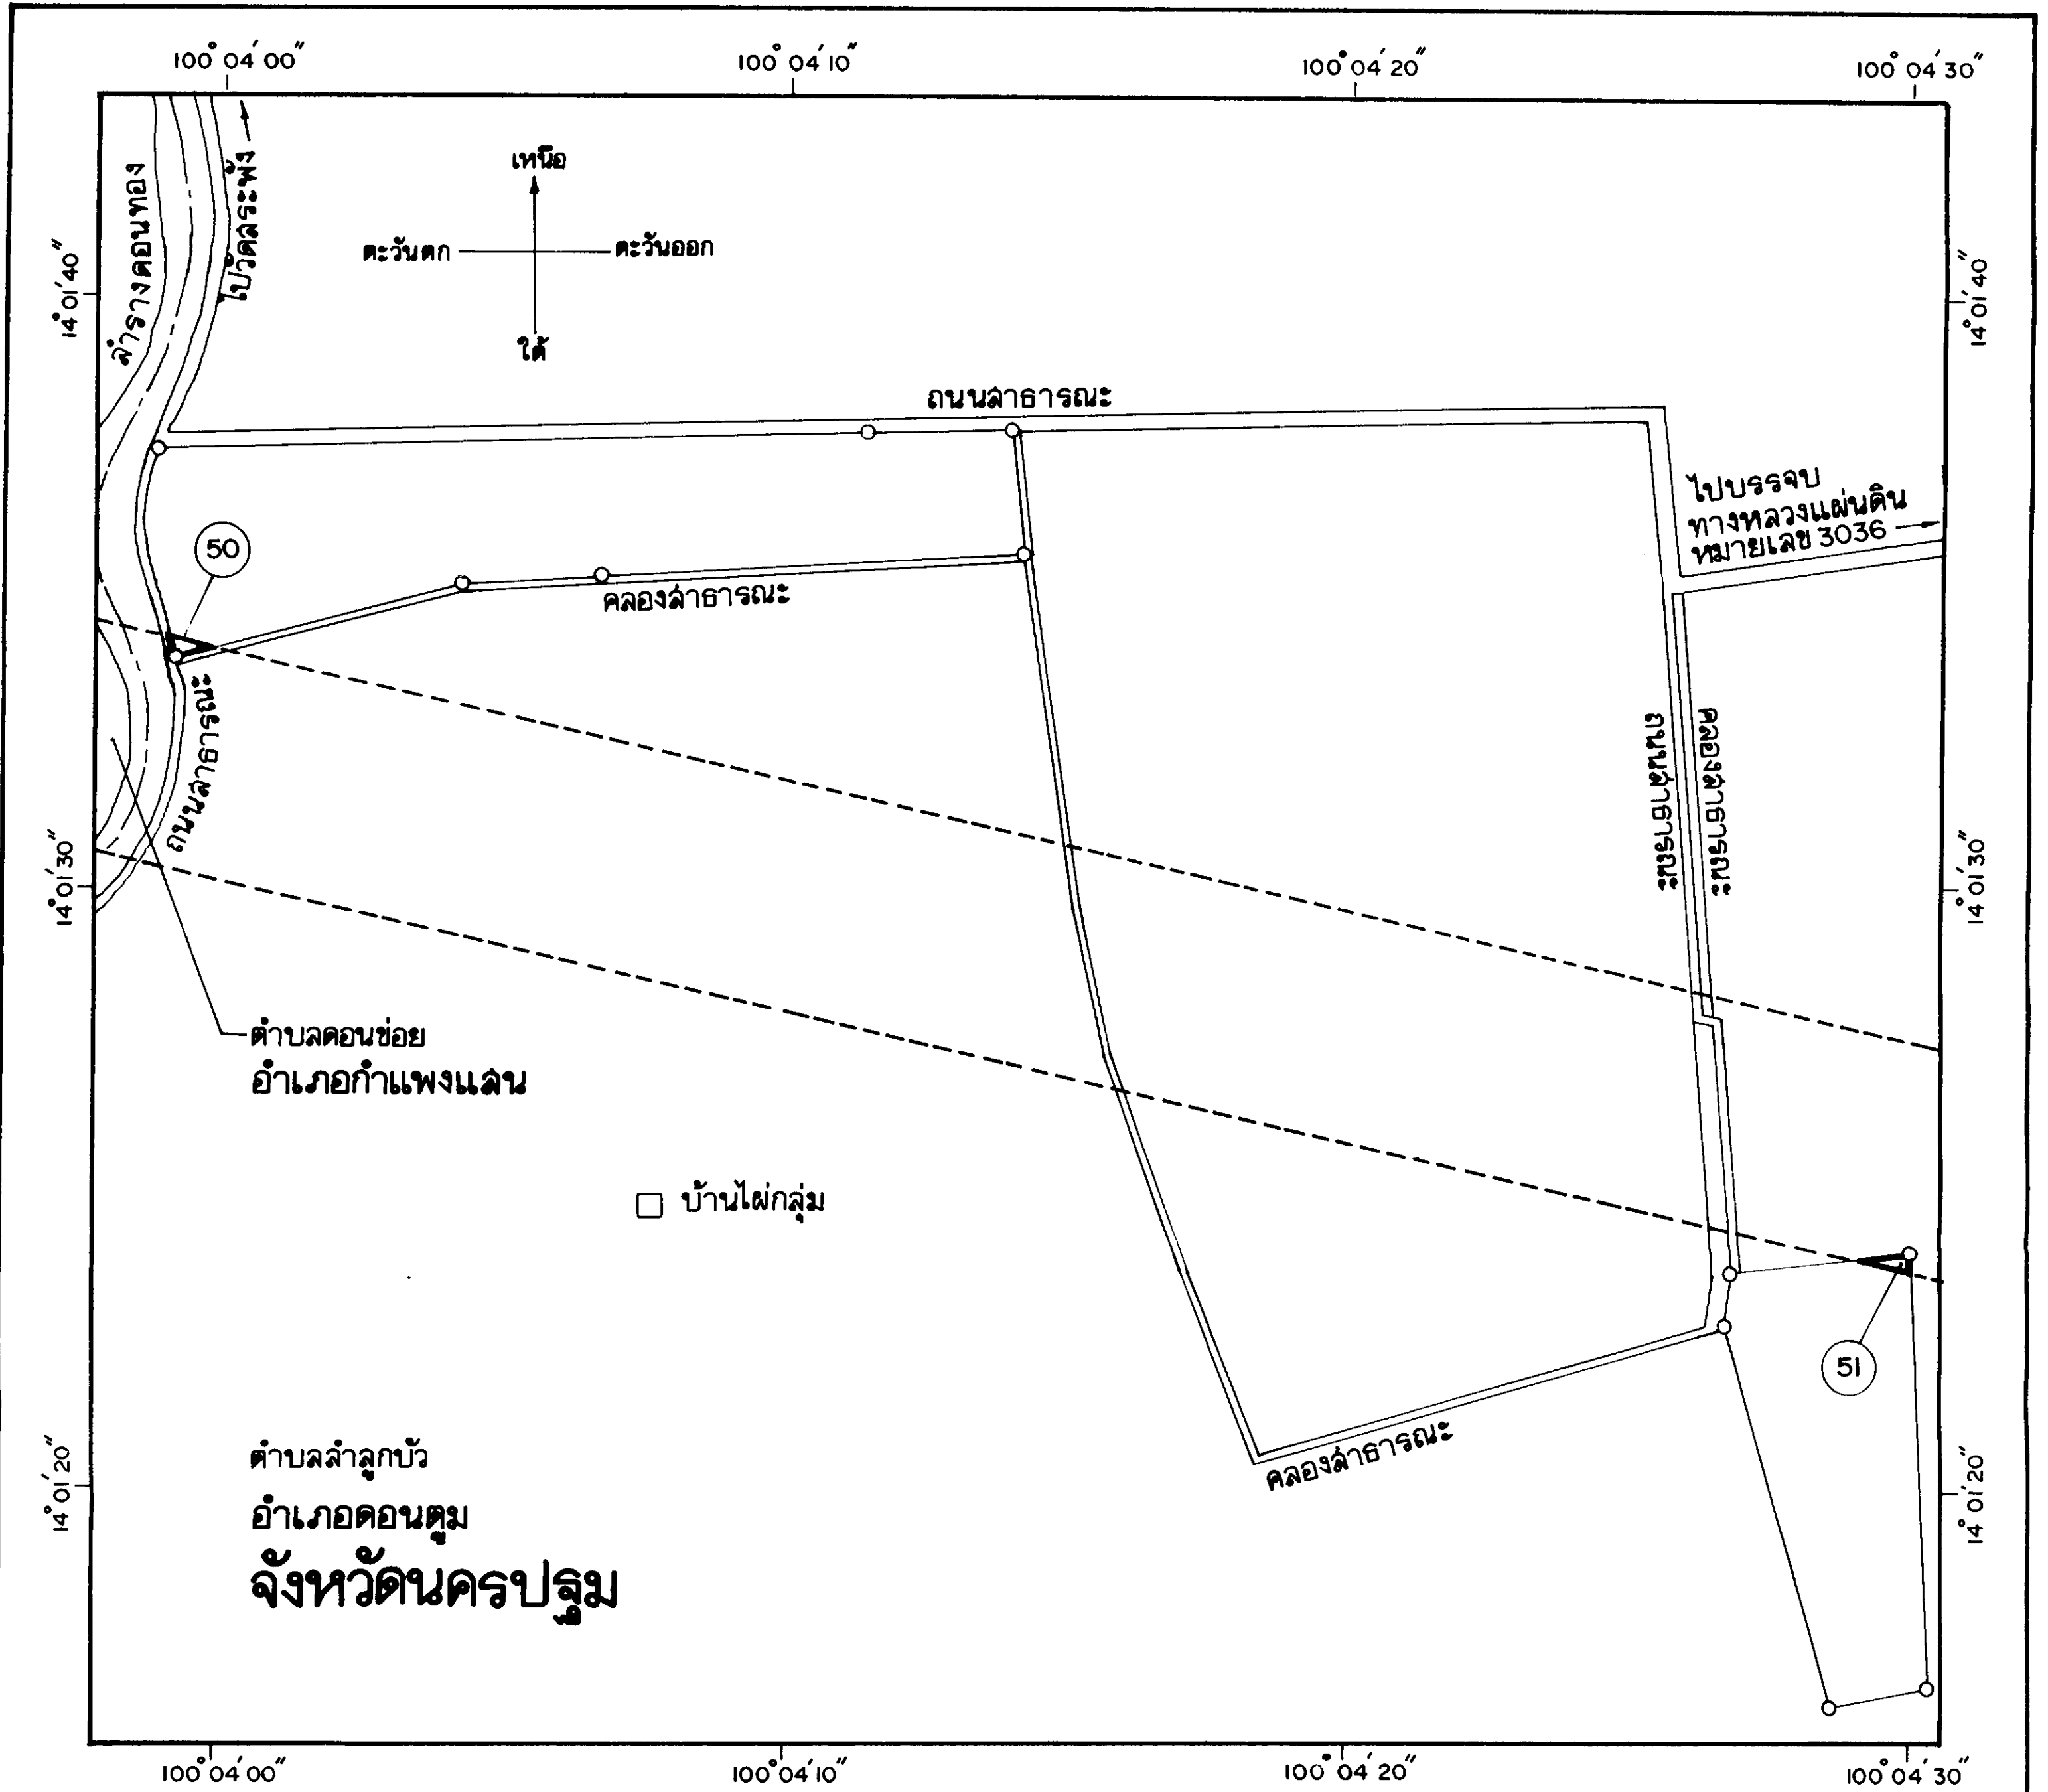 100° 04′ 00″
100° 04′ 10″
100° 04′ 20″
100° 04′ 30″
ลำรางดอนทอง
ไปวัดสระพัง
เหนือ
ตะวันตก
ตะวันออก
ใต้
14° 01′ 40″
14° 01′ 40″
ถนนสาธารณะ
ไปบรรจบ
ทางหลวงแผ่นดิน
หมายเลข 3036
50
คลองสาธารณะ
ถนนสาธารณะ
ถนนสาธารณะ
คลองสาธารณะ
14° 01′ 30″
14° 01′ 30″
ตำบลดอนข่อย
อำเภอกำแพงแสน
บ้านไผ่กลุ่ม
51
คลองสาธารณะ
14° 01′ 20″
14° 01′ 20″
ตำบลลำลูกบัว
อำเภอดอนตูม
จังหวัดนครปฐม
100° 04′ 00″
100° 04′ 10″
100° 04′ 20″
100° 04′ 30″